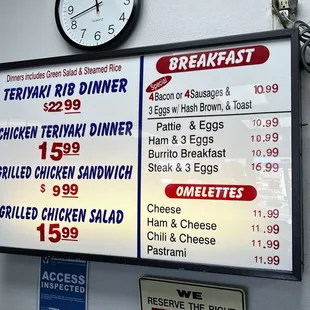 Dinners includes Green Salad & Steamed Rice
TERIYAKI RIB DINNER
$22.99
CHICKEN TERIYAKI DINNER
15.99
GRILLED CHICKEN SANDWICH
$ 9.99
GRILLED CHICKEN SALAD
15.99
BREAKFAST
Special
4 Bacon or 4 Sausages & 10.99
3 Eggs w/ Hash Brown, & Toast
Pattie & Eggs 10.99
Ham & 3 Eggs 10.99
Burrito Breakfast 10.99
Steak & 3 Eggs 16.99
OMELETTES
Cheese 11.99
Ham & Cheese 11.99
Chili & Cheese 11.99
Pastrami 11.99
ACCESS
INSPECTED
WE
RESERVE THE RIGHT